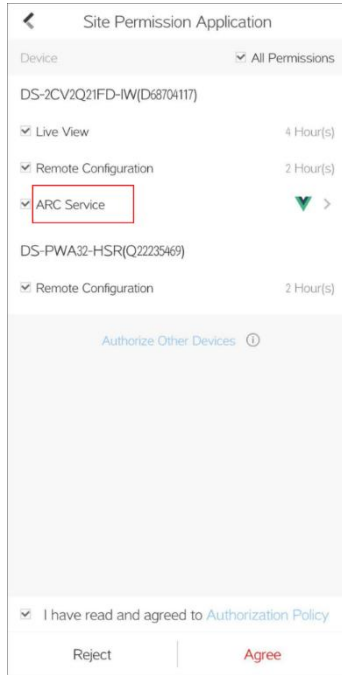 Site Permission Application
Device All Permissions
DS-2CV2Q21FD-IW(D68704117)
Live View 4 Hour(s)
Remote Configuration 2 Hour(s)
ARC Service
DS-PWA32-HSR(Q22235469)
Remote Configuration 2 Hour(s)
Authorize Other Devices
I have read and agreed to Authorization Policy
Reject Agree